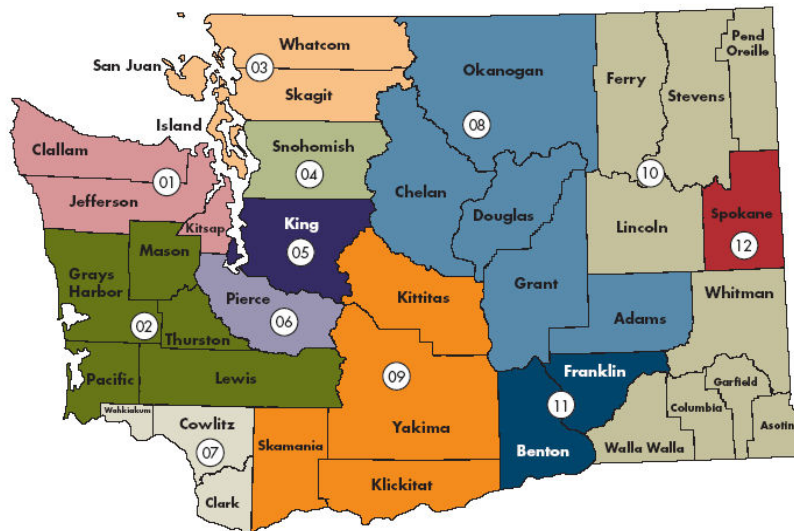 Whatcom
Pend
Oreille
San Juan
03
Okanogan
Ferry
Stevens
Skagit
Island
08
Clallam
Snohomish
04
01
Chelan
10
Jefferson
Douglas
Spokane
Kitsap
King
Lincoln
12
Mason
05
Grays
Harbor
Pierce
Kittitas
Grant
Whitman
02
06
Adams
Thurston
Franklin
Pacific
Lewis
09
Garfield
11
Columbia
Wahkiakum
Cowlitz
Asotin
07
Skamania
Yakima
Benton
Walla Walla
Klickitat
Clark